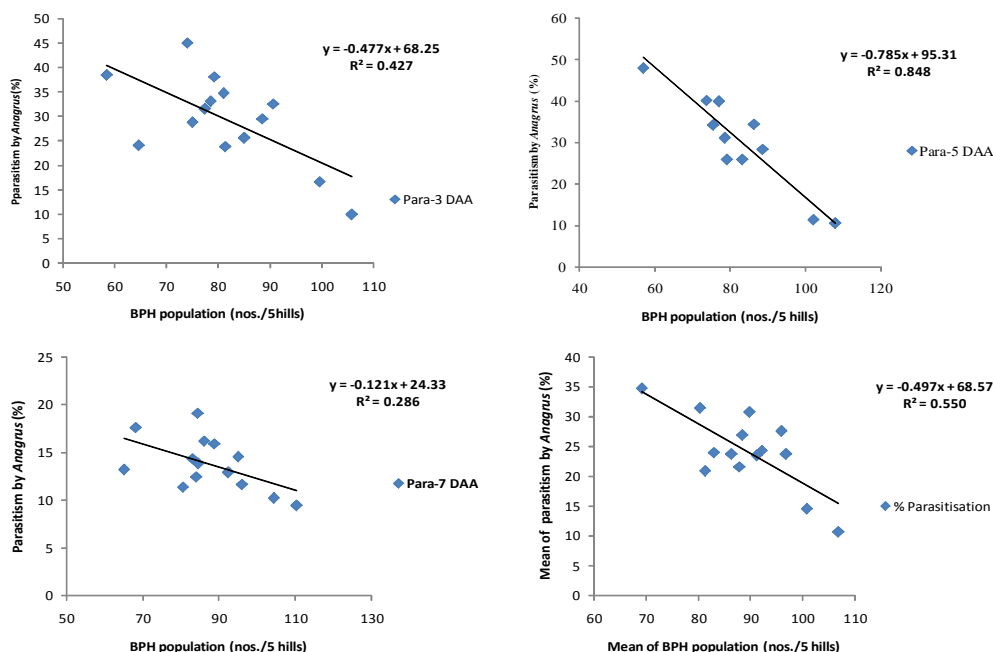 50
45
40
35
30
25
20
15
10
5
0
50 60 70 80 90 100 110
Pparasitism by Anagrus(%)
BPH population (nos./5hills)
y = -0.477x + 68.25
R² = 0.427
Para-3 DAA
60
50
40
30
20
10
0
40 60 80 100 120
Parasitism by Anagrus (%)
BPH population (nos./5 hills)
y = -0.785x + 95.31
R² = 0.848
Para-5 DAA
25
20
15
10
5
0
50 70 90 110 130
Parasitism by Anagrus (%)
BPH population (nos./5 hills)
y = -0.121x + 24.33
R² = 0.286
Para-7 DAA
40
35
30
25
20
15
10
5
0
60 70 80 90 100 110
Mean of parasitism by Anagrus (%)
Mean of BPH population (nos./5 hills)
y = -0.497x + 68.57
R² = 0.550
% Parasitisation